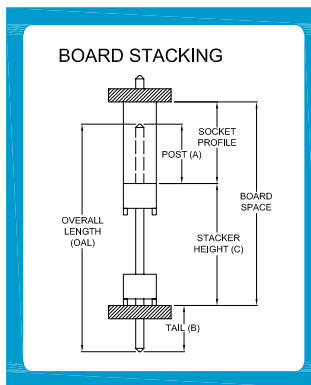 BOARD STACKING
SOCKET
PROFILE
POST (A)
BOARD
SPACE
OVERALL
LENGTH
(OAL)
STACKER
HEIGHT (C)
TAIL (B)